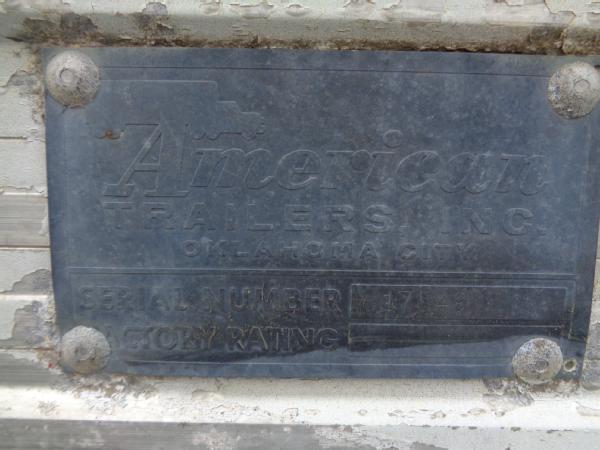 American
TRAILERS, INC.
OKLAHOMA CITY
SERIAL NUMBER
FACTORY RATING